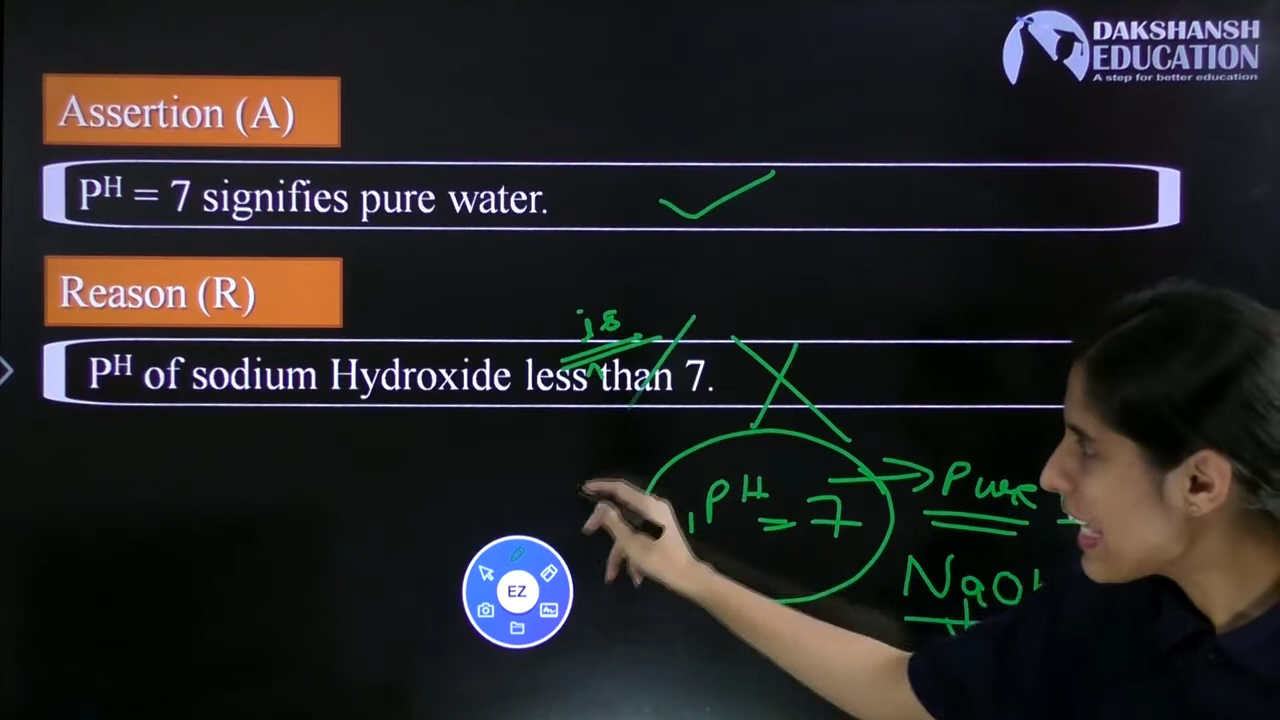 DAKSHANSH
EDUCATION
A step for better education
Assertion (A)
Pᴴ = 7 signifies pure water.
Reason (R)
is
Pᴴ of sodium Hydroxide less than 7.
Pᴴ = 7 → Pure
NaOH
EZ